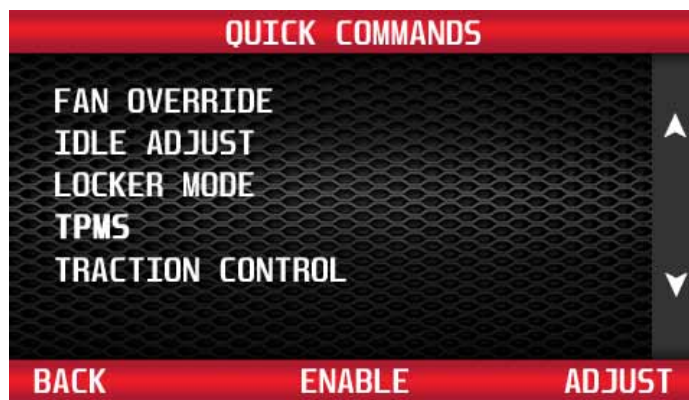 QUICK COMMANDS
FAN OVERRIDE
IDLE ADJUST
LOCKER MODE
TPMS
TRACTION CONTROL
BACK ENABLE ADJUST